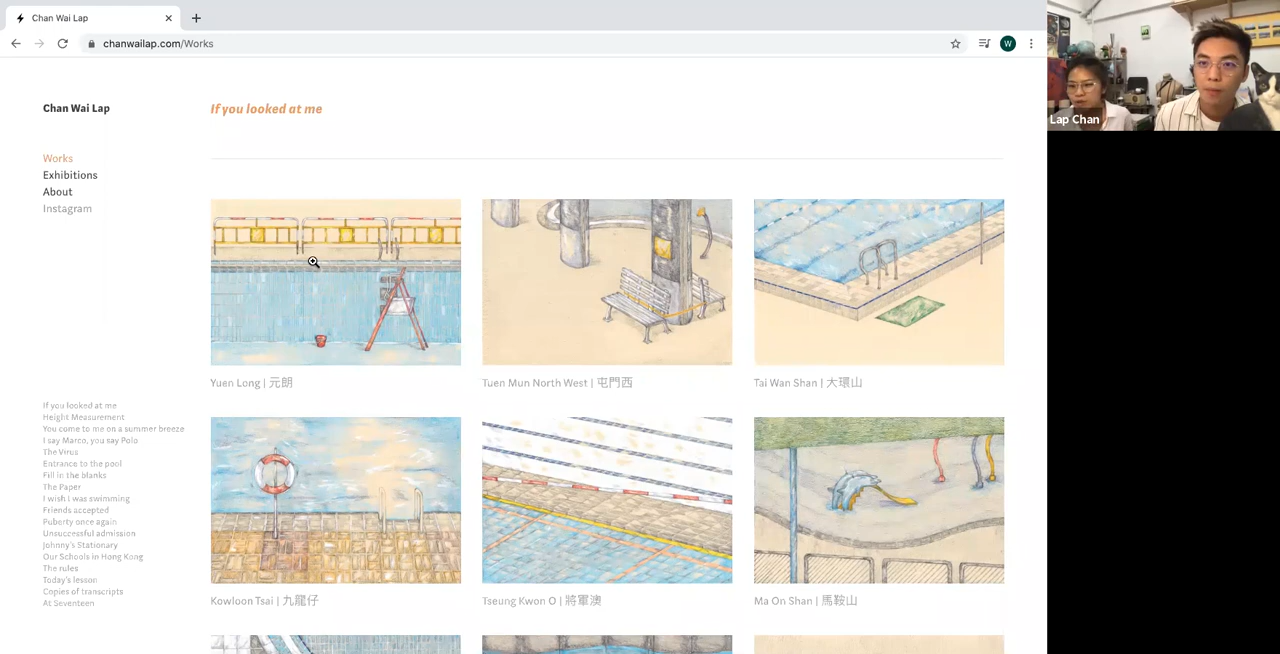 Chan Wai Lap
chanwailap.com/Works
W
Chan Wai Lap
If you looked at me
Works
Exhibitions
About
Instagram
Yuen Long | 元朗
Tuen Mun North West | 屯門西
Tai Wan Shan | 大環山
If you looked at me
Height Measurement
You come to me on a summer breeze
I say Marco, you say Polo
The Virus
Entrance to the pool
Fill in the blanks
The Paper
I wish I was swimming
Friends accepted
Puberty once again
Unsuccessful admission
Johnny's Stationary
Our Schools in Hong Kong
The rules
Today's lesson
Copies of transcripts
At Seventeen
Kowloon Tsai | 九龍仔
Tseung Kwon O | 將軍澳
Ma On Shan | 馬鞍山
Lap Chan